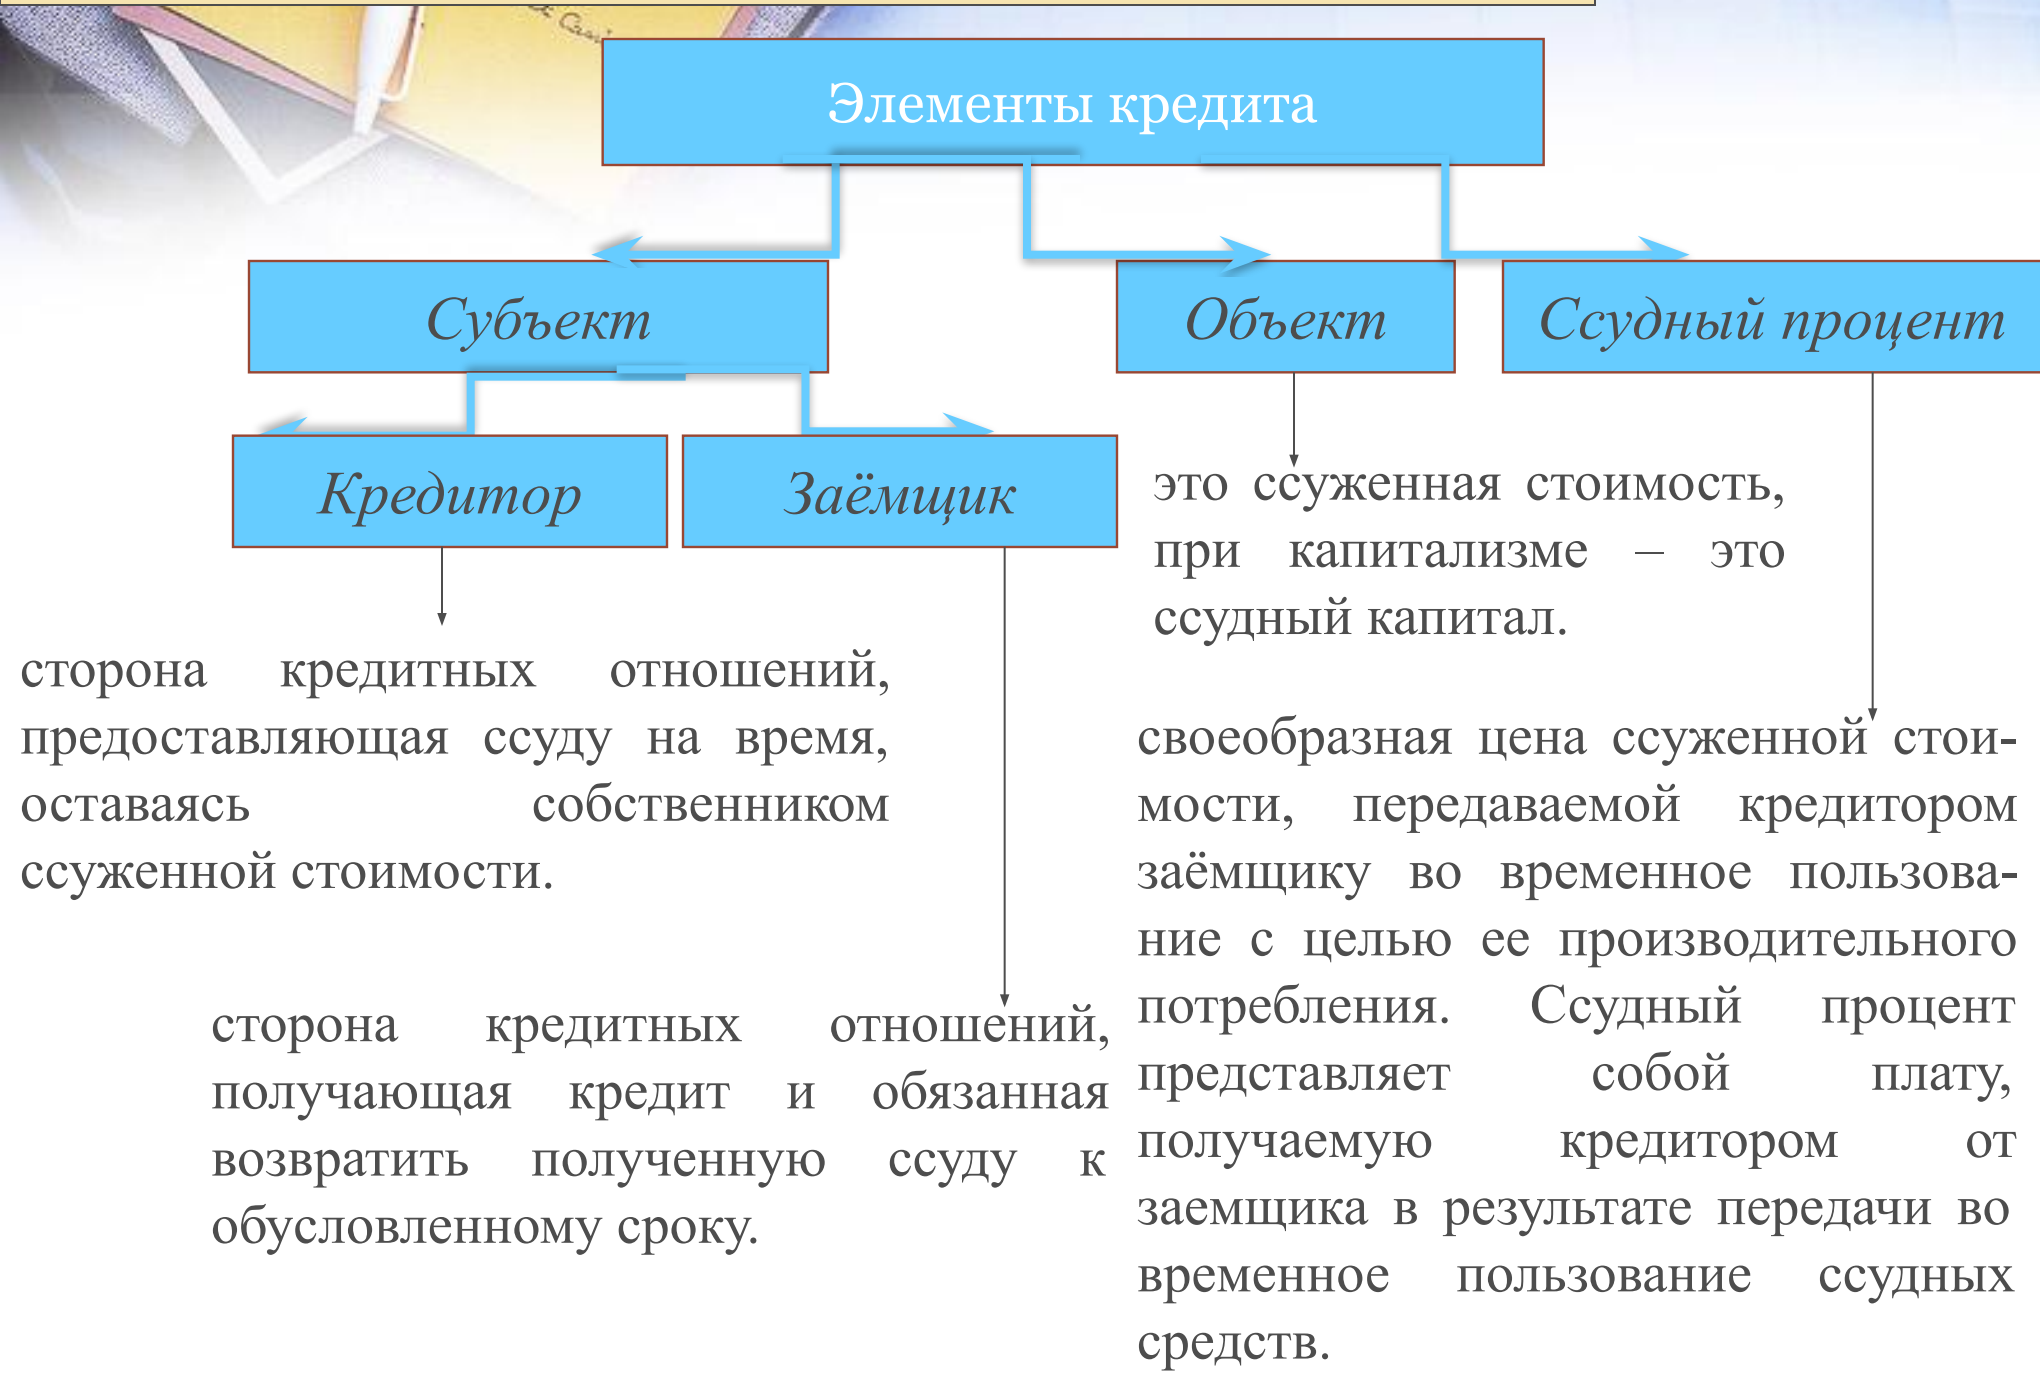 Элементы кредита
Субъект
Объект
Ссудный процент
Кредитор
Заёмщик
это ссуженная стоимость,
при капитализме – это
ссудный капитал.
сторона кредитных отношений,
предоставляющая ссуду на время,
оставаясь собственником
ссуженной стоимости.
своеобразная цена ссуженной стои-
мости, передаваемой кредитором
заёмщику во временное пользова-
ние с целью ее производительного
потребления. Ссудный процент
представляет собой плату,
получаемую кредитором от
заемщика в результате передачи во
временное пользование ссудных
средств.
сторона кредитных отношений,
получающая кредит и обязанная
возвратить полученную ссуду к
обусловленному сроку.